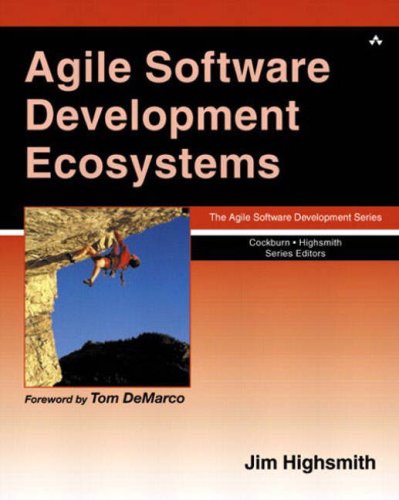 Agile Software
Development
Ecosystems
The Agile Software Development Series
Cockburn • Highsmith
Series Editors
Foreword by Tom DeMarco
Jim Highsmith